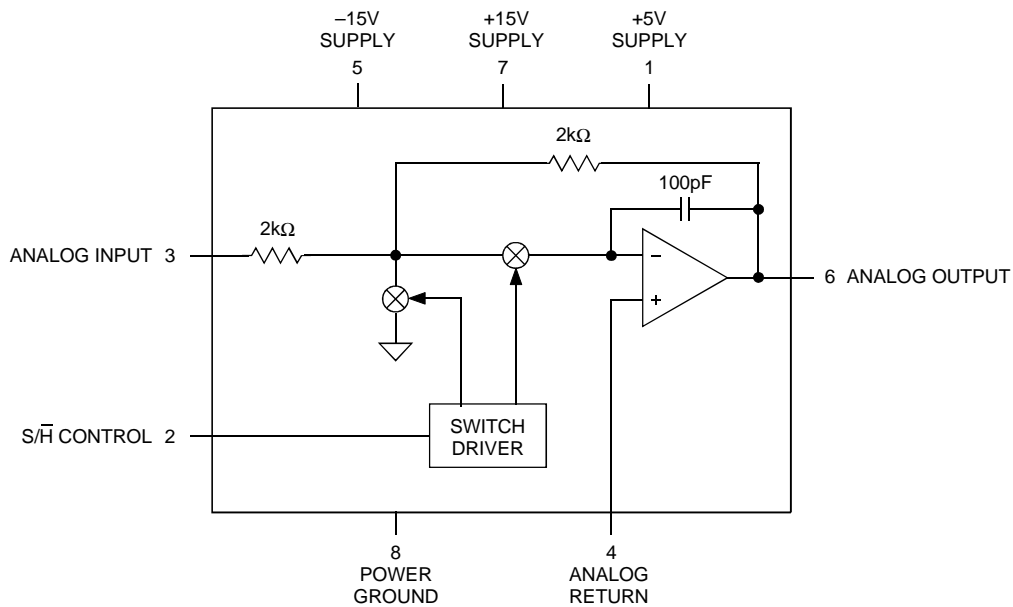 –15V
SUPPLY
5
+15V
SUPPLY
7
+5V
SUPPLY
1
2kΩ
100pF
2kΩ
ANALOG INPUT 3
–
+
6 ANALOG OUTPUT
S/H̅ CONTROL 2
SWITCH
DRIVER
8
POWER
GROUND
4
ANALOG
RETURN